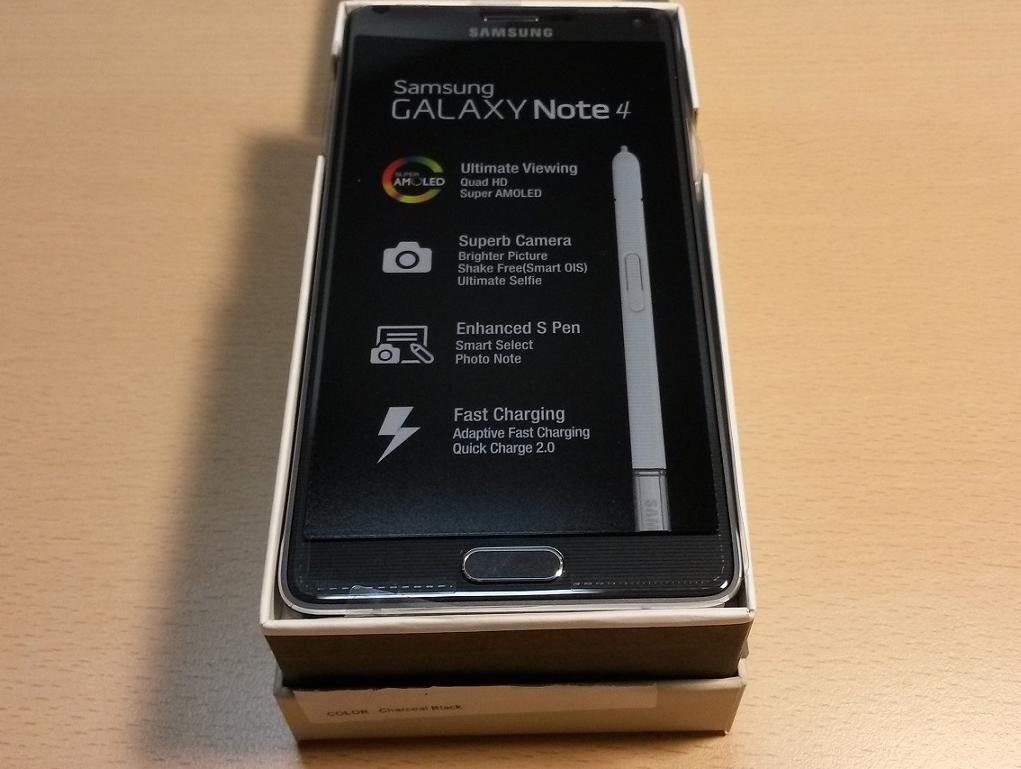 SAMSUNG
Samsung
GALAXY Note 4
SUPER
AMOLED
Ultimate Viewing
Quad HD
Super AMOLED
Superb Camera
Brighter Picture
Shake Free(Smart OIS)
Ultimate Selfie
Enhanced S Pen
Smart Select
Photo Note
Fast Charging
Adaptive Fast Charging
Quick Charge 2.0
SAM
COLOR : Charcoal Black